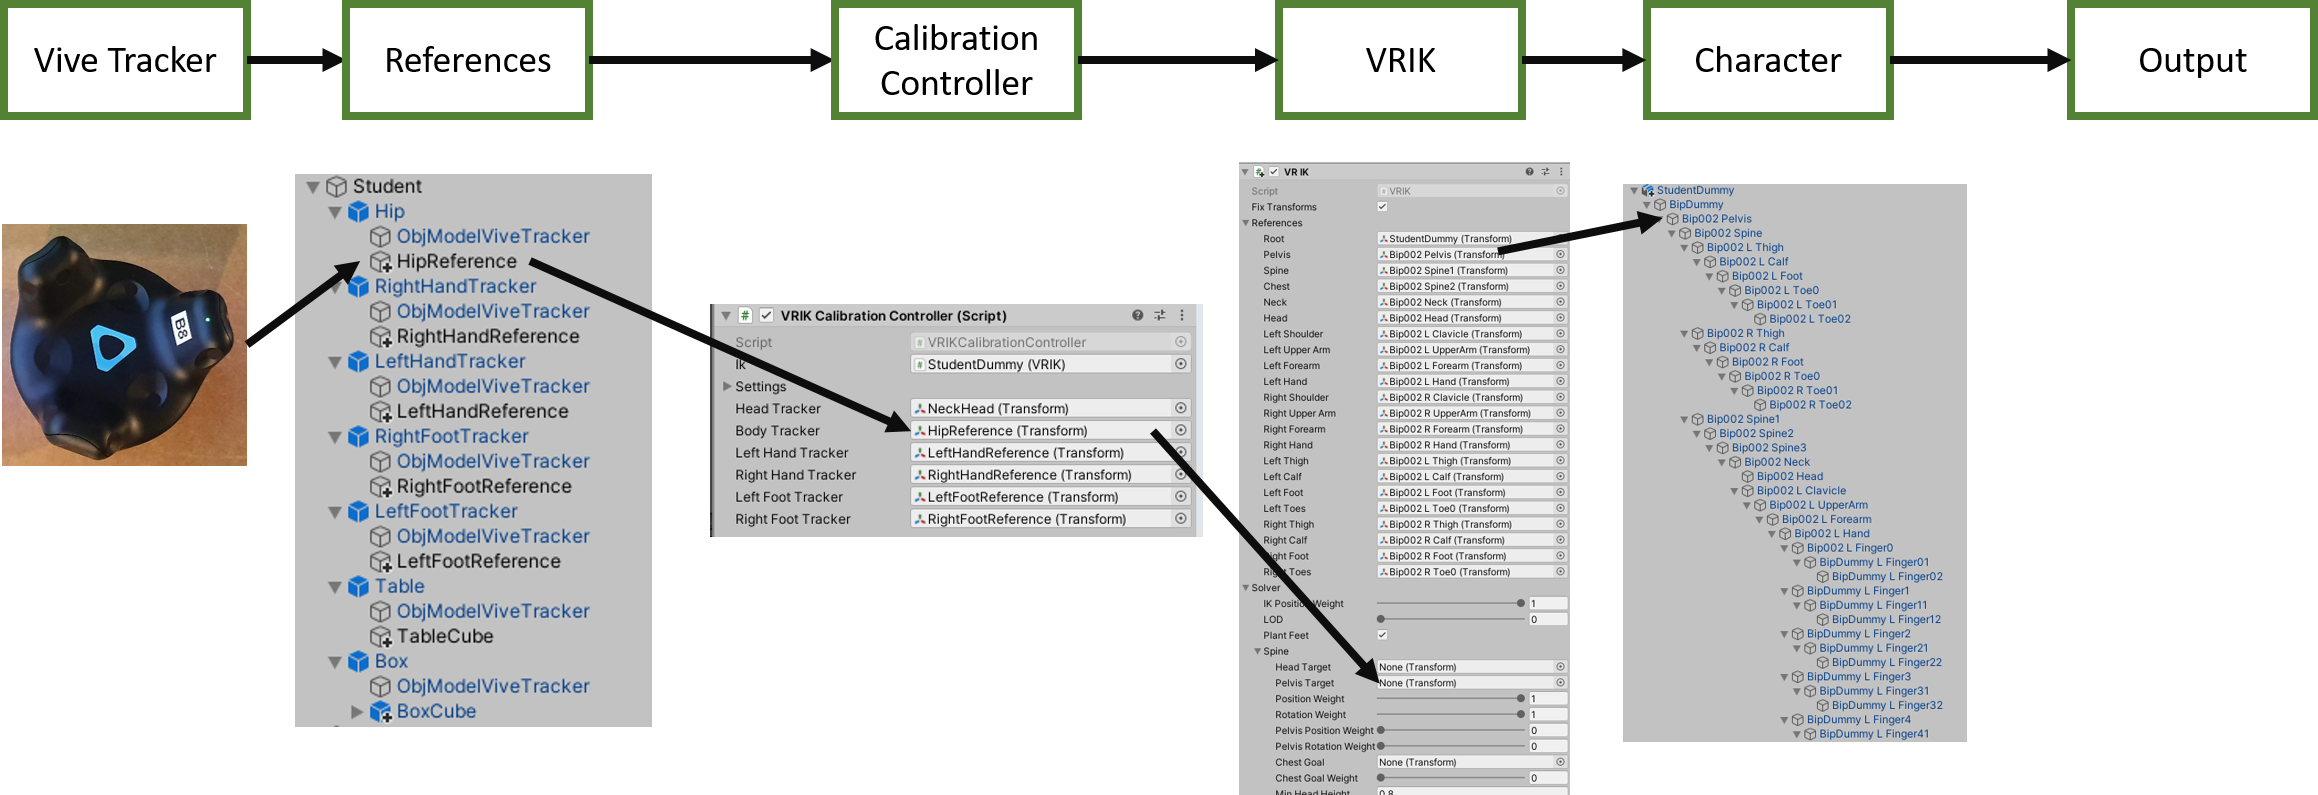 Vive Tracker
References
Calibration
Controller
VRIK
Character
Output
B8
Student
Hip
ObjModelViveTracker
HipReference
RightHandTracker
ObjModelViveTracker
RightHandReference
LeftHandTracker
ObjModelViveTracker
LeftHandReference
RightFootTracker
ObjModelViveTracker
RightFootReference
LeftFootTracker
ObjModelViveTracker
LeftFootReference
Table
ObjModelViveTracker
TableCube
Box
ObjModelViveTracker
BoxCube
VRIK Calibration Controller (Script)
Script VRIKCalibrationController
Ik StudentDummy (VRIK)
Settings
Head Tracker NeckHead (Transform)
Body Tracker HipReference (Transform)
Left Hand Tracker LeftHandReference (Transform)
Right Hand Tracker RightHandReference (Transform)
Left Foot Tracker LeftFootReference (Transform)
Right Foot Tracker RightFootReference (Transform)
VR IK
Script VRIK
Fix Transforms
References
Root StudentDummy (Transform)
Pelvis Bip002 Pelvis (Transform)
Spine Bip002 Spine1 (Transform)
Chest Bip002 Spine2 (Transform)
Neck Bip002 Neck (Transform)
Head Bip002 Head (Transform)
Left Shoulder Bip002 L Clavicle (Transform)
Left Upper Arm Bip002 L UpperArm (Transform)
Left Forearm Bip002 L Forearm (Transform)
Left Hand Bip002 L Hand (Transform)
Right Shoulder Bip002 R Clavicle (Transform)
Right Upper Arm Bip002 R UpperArm (Transform)
Right Forearm Bip002 R Forearm (Transform)
Right Hand Bip002 R Hand (Transform)
Left Thigh Bip002 L Thigh (Transform)
Left Calf Bip002 L Calf (Transform)
Left Foot Bip002 L Foot (Transform)
Left Toes Bip002 L Toe0 (Transform)
Right Thigh Bip002 R Thigh (Transform)
Right Calf Bip002 R Calf (Transform)
Right Foot Bip002 R Foot (Transform)
Right Toes Bip002 R Toe0 (Transform)
Solver
IK Position Weight 1
LOD 0
Plant Feet
Spine
Head Target None (Transform)
Pelvis Target None (Transform)
Position Weight 1
Rotation Weight 1
Pelvis Position Weight 0
Pelvis Rotation Weight 0
Chest Goal None (Transform)
Chest Goal Weight 0
Min Head Height 0.8
StudentDummy
BipDummy
Bip002 Pelvis
Bip002 Spine
Bip002 L Thigh
Bip002 L Calf
Bip002 L Foot
Bip002 L Toe0
Bip002 L Toe01
Bip002 L Toe02
Bip002 R Thigh
Bip002 R Calf
Bip002 R Foot
Bip002 R Toe0
Bip002 R Toe01
Bip002 R Toe02
Bip002 Spine1
Bip002 Spine2
Bip002 Spine3
Bip002 Neck
Bip002 Head
Bip002 L Clavicle
Bip002 L UpperArm
Bip002 L Forearm
Bip002 L Hand
Bip002 L Finger0
BipDummy L Finger01
BipDummy L Finger02
BipDummy L Finger1
BipDummy L Finger11
BipDummy L Finger12
BipDummy L Finger2
BipDummy L Finger21
BipDummy L Finger22
BipDummy L Finger3
BipDummy L Finger31
BipDummy L Finger32
BipDummy L Finger4
BipDummy L Finger41